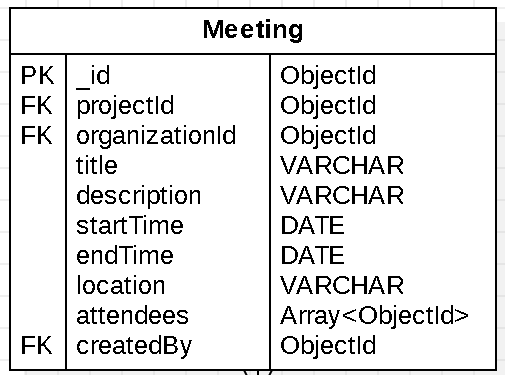 Meeting
PK _id ObjectId
FK projectId ObjectId
FK organizationId ObjectId
title VARCHAR
description VARCHAR
startTime DATE
endTime DATE
location VARCHAR
attendees Array<ObjectId>
FK createdBy ObjectId